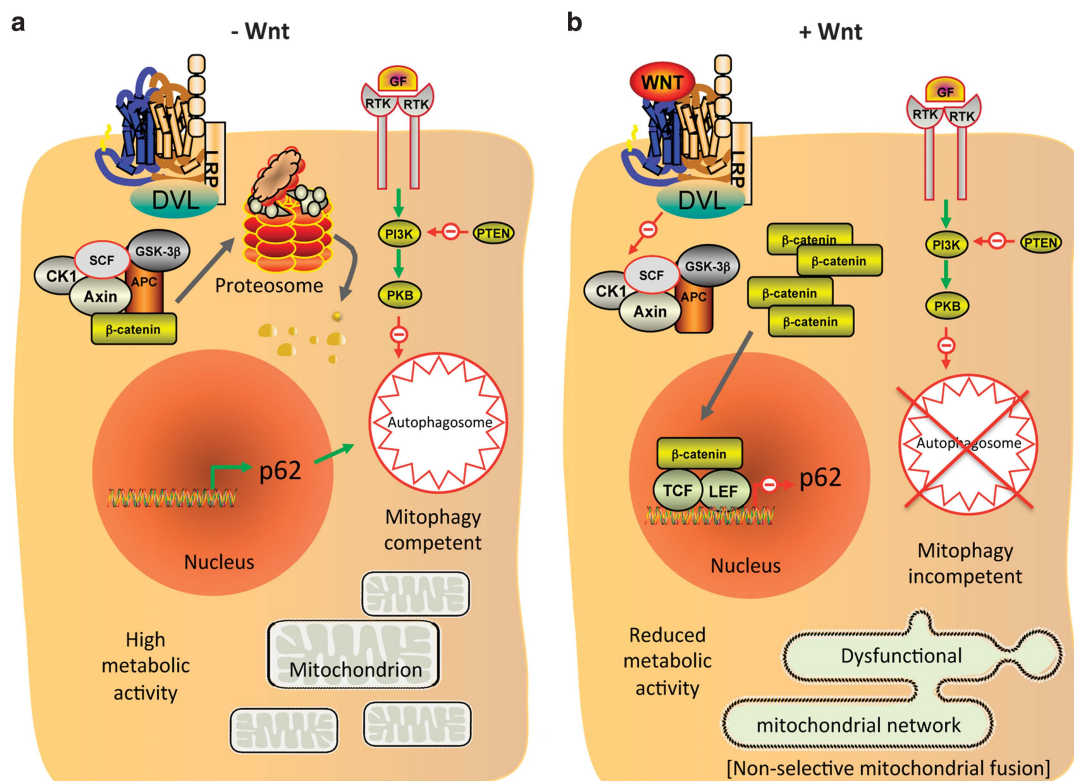 a
- Wnt
GF
RTK
RTK
LRP
DVL
PI3K
PTEN
GSK-3β
SCF
CK1
APC
Axin
β-catenin
Proteosome
PKB
Autophagosome
p62
Nucleus
Mitophagy
competent
High
metabolic
activity
Mitochondrion
b
+ Wnt
WNT
GF
RTK
RTK
LRP
DVL
PI3K
PTEN
β-catenin
β-catenin
β-catenin
β-catenin
GSK-3β
SCF
CK1
APC
Axin
PKB
Autophagosome
β-catenin
TCF
LEF
p62
Nucleus
Mitophagy
incompetent
Reduced
metabolic
activity
Dysfunctional
mitochondrial network
[Non-selective mitochondrial fusion]